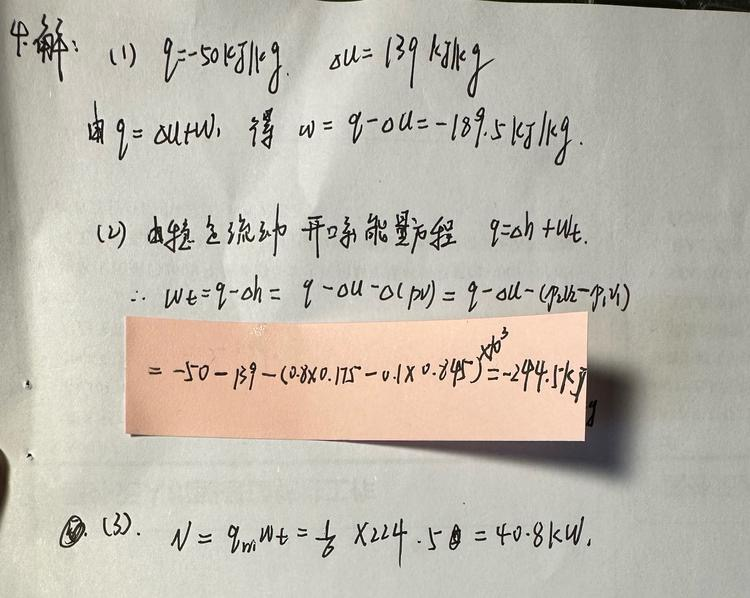 4.解: (1) q=-50kJ/kg. ΔU=139 kJ/kg
由 q=ΔU+W, 得 w=q-ΔU=-189.5kJ/kg.
(2) 由稳定流动开口系能量方程 q=Δh+Wt.
∴ Wt=q-Δh= q-ΔU-Δ(pv)=q-ΔU-(p₂v₂-p₁v₁)
=-50-139-(0.8×0.175-0.1×0.845)×10³=-244.5kJ
(3). N=qₘWt=1/6×224.5=40.8kW.